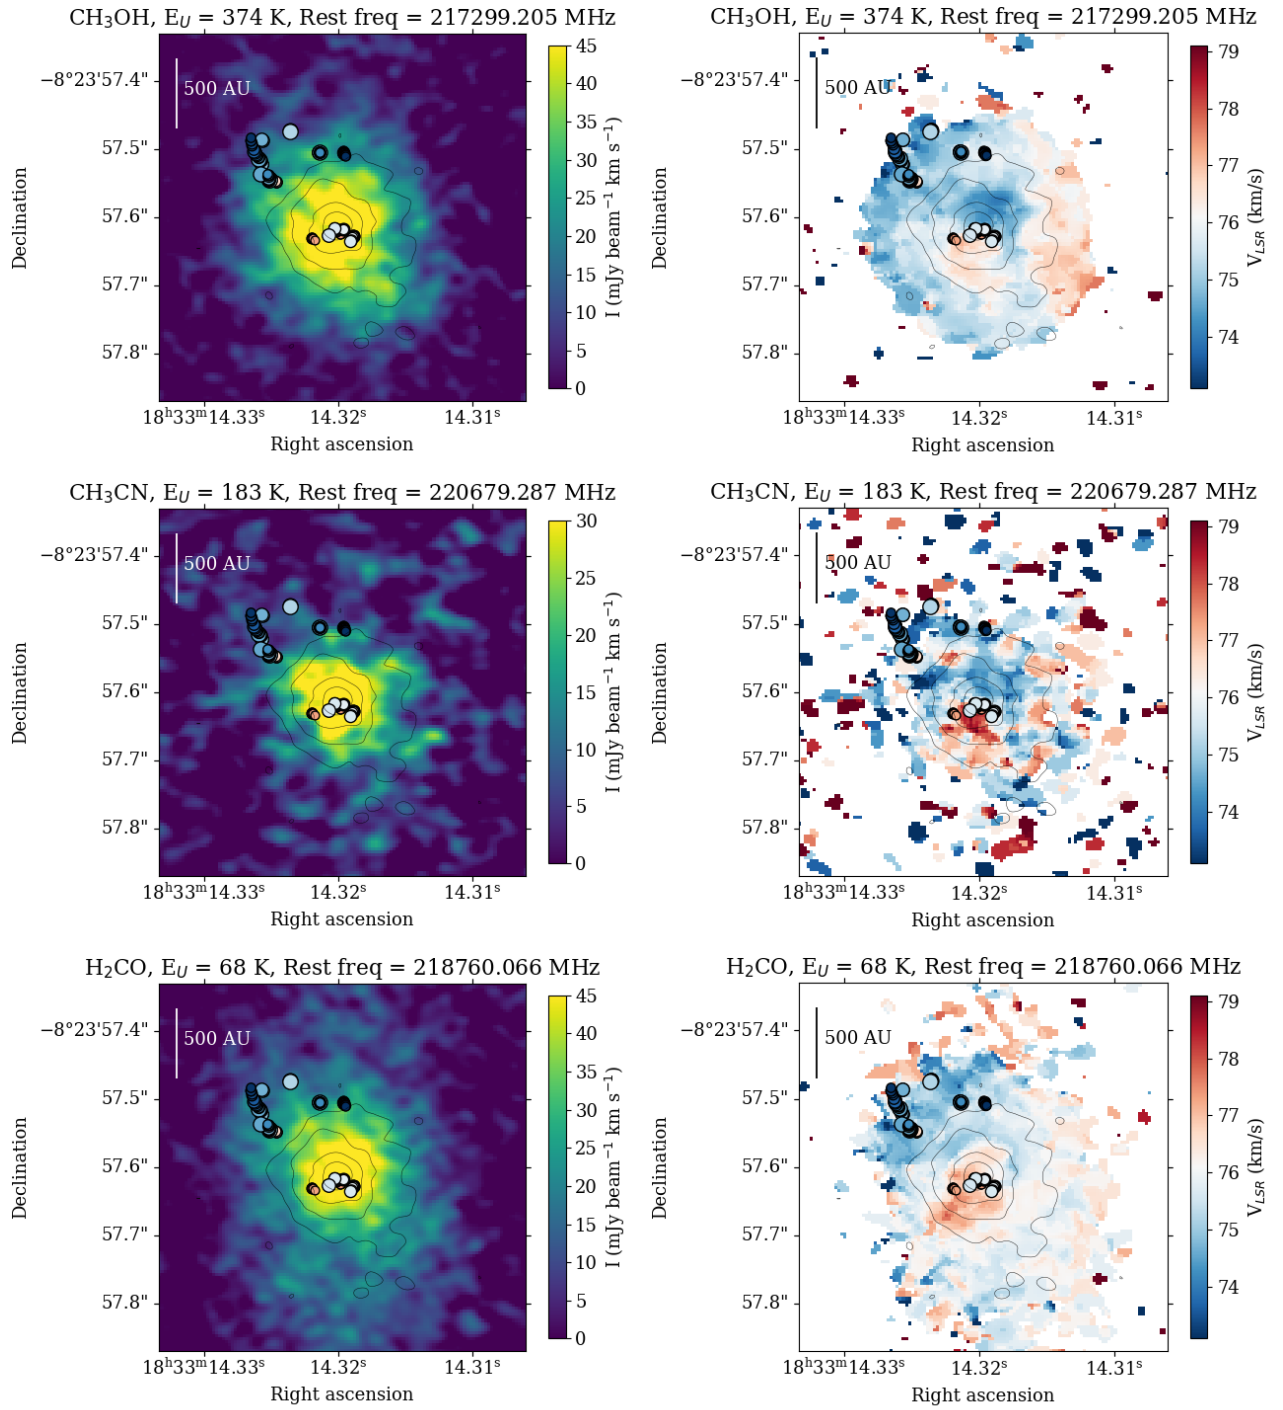 CH₃OH, E_U = 374 K, Rest freq = 217299.205 MHz
500 AU
−8°23'57.4"
57.5"
57.6"
57.7"
57.8"
Declination
18ʰ33ᵐ14.33ˢ
14.32ˢ
14.31ˢ
Right ascension
45
40
35
30
25
20
15
10
5
0
I (mJy beam⁻¹ km s⁻¹)
CH₃OH, E_U = 374 K, Rest freq = 217299.205 MHz
500 AU
−8°23'57.4"
57.5"
57.6"
57.7"
57.8"
Declination
18ʰ33ᵐ14.33ˢ
14.32ˢ
14.31ˢ
Right ascension
79
78
77
76
75
74
V_LSR (km/s)
CH₃CN, E_U = 183 K, Rest freq = 220679.287 MHz
500 AU
−8°23'57.4"
57.5"
57.6"
57.7"
57.8"
Declination
18ʰ33ᵐ14.33ˢ
14.32ˢ
14.31ˢ
Right ascension
30
25
20
15
10
5
0
I (mJy beam⁻¹ km s⁻¹)
CH₃CN, E_U = 183 K, Rest freq = 220679.287 MHz
500 AU
−8°23'57.4"
57.5"
57.6"
57.7"
57.8"
Declination
18ʰ33ᵐ14.33ˢ
14.32ˢ
14.31ˢ
Right ascension
79
78
77
76
75
74
V_LSR (km/s)
H₂CO, E_U = 68 K, Rest freq = 218760.066 MHz
500 AU
−8°23'57.4"
57.5"
57.6"
57.7"
57.8"
Declination
18ʰ33ᵐ14.33ˢ
14.32ˢ
14.31ˢ
Right ascension
45
40
35
30
25
20
15
10
5
0
I (mJy beam⁻¹ km s⁻¹)
H₂CO, E_U = 68 K, Rest freq = 218760.066 MHz
500 AU
−8°23'57.4"
57.5"
57.6"
57.7"
57.8"
Declination
18ʰ33ᵐ14.33ˢ
14.32ˢ
14.31ˢ
Right ascension
79
78
77
76
75
74
V_LSR (km/s)